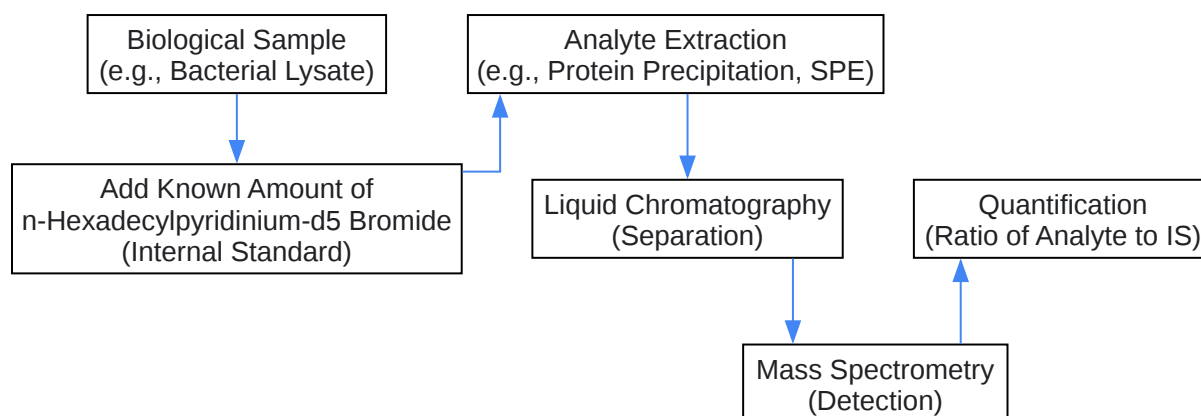 Biological Sample
(e.g., Bacterial Lysate)
Add Known Amount of
n-Hexadecylpyridinium-d5 Bromide
(Internal Standard)
Analyte Extraction
(e.g., Protein Precipitation, SPE)
Liquid Chromatography
(Separation)
Mass Spectrometry
(Detection)
Quantification
(Ratio of Analyte to IS)